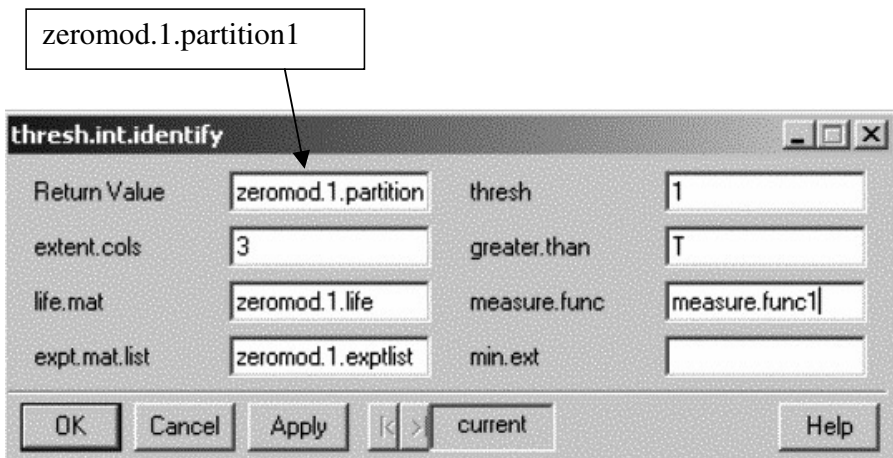 zeromod.1.partition1
thresh.int.identify
Return Value zeromod.1.partition thresh 1
extent.cols 3 greater.than T
life.mat zeromod.1.life measure.func measure.func1
expt.mat.list zeromod.1.exptlist min.ext
OK Cancel Apply current Help